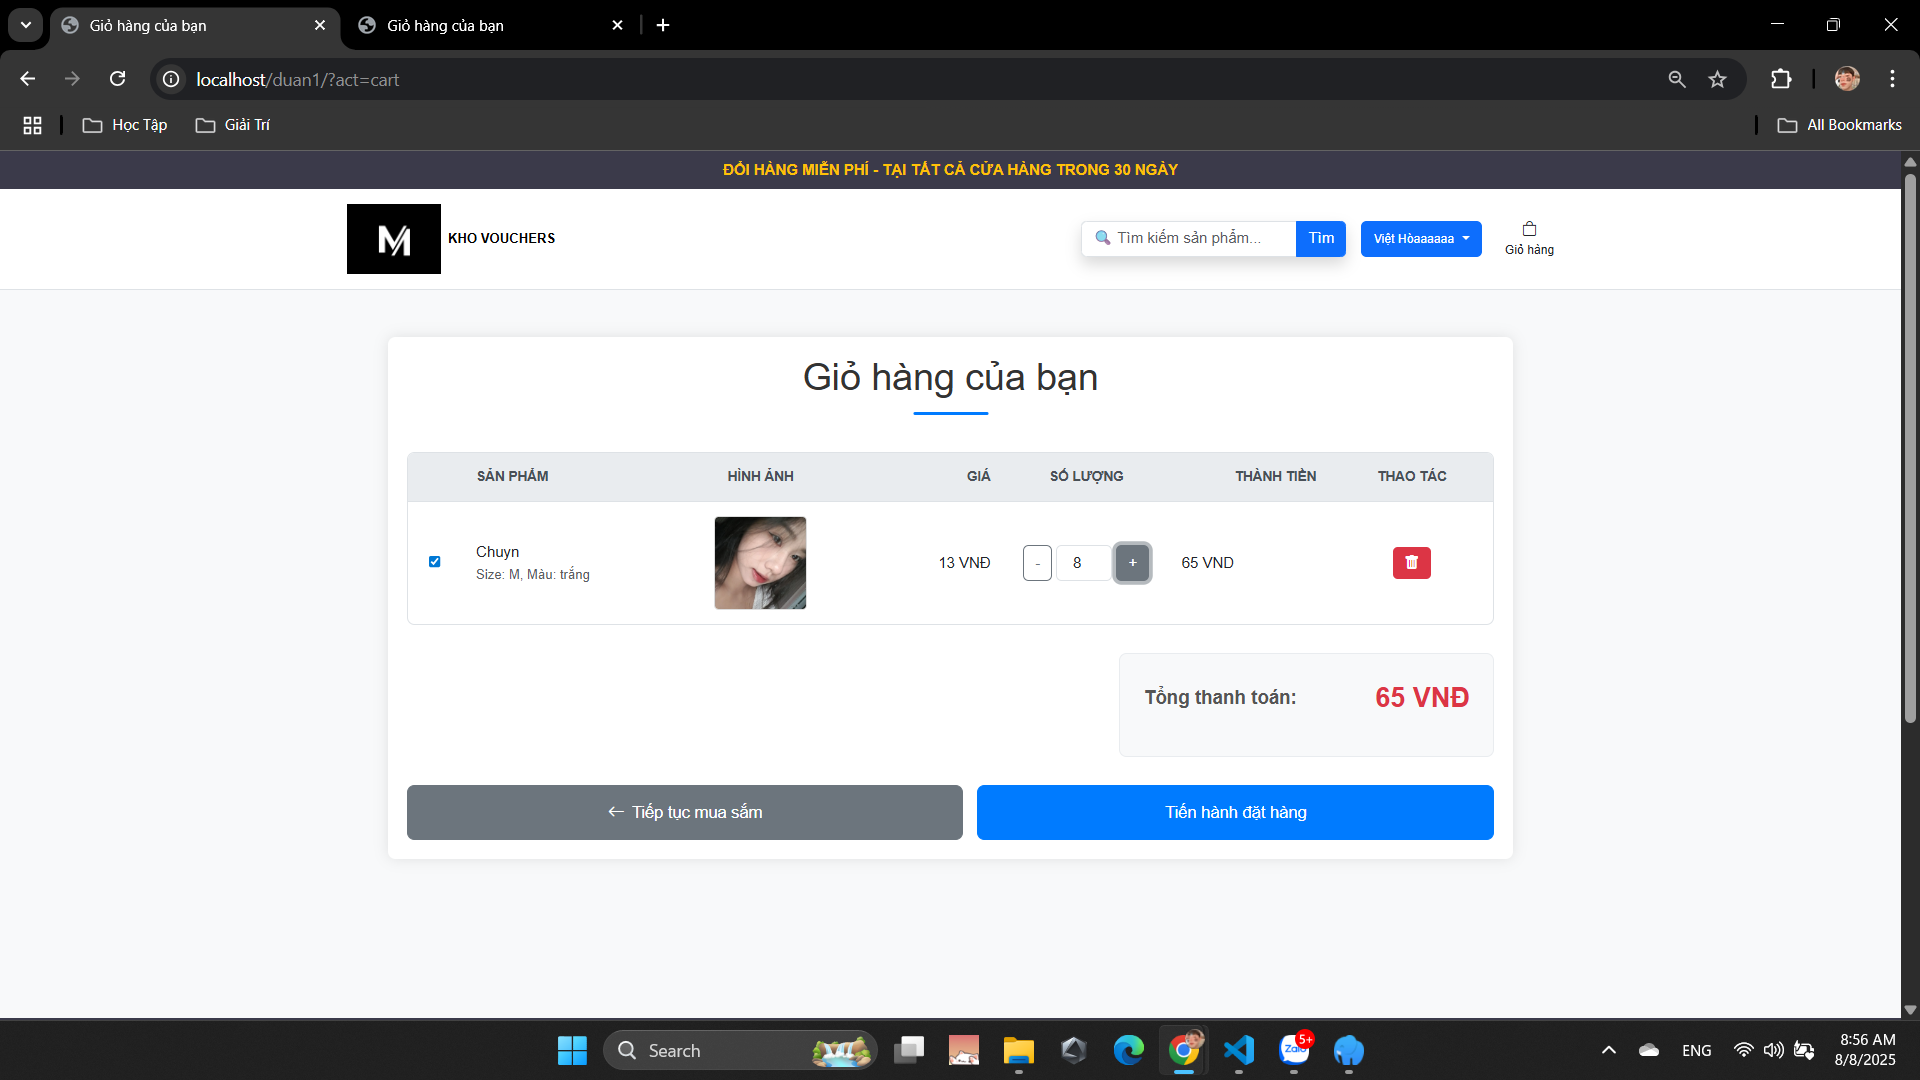 Giỏ hàng của bạn
Giỏ hàng của bạn
localhost/duan1/?act=cart
Học Tập
Giải Trí
All Bookmarks
ĐỔI HÀNG MIỄN PHÍ - TẠI TẤT CẢ CỬA HÀNG TRONG 30 NGÀY
M
KHO VOUCHERS
Tìm kiếm sản phẩm...
Tìm
Việt Hòaaaaaa
Giỏ hàng
Giỏ hàng của bạn
SẢN PHẨM HÌNH ẢNH GIÁ SỐ LƯỢNG THÀNH TIỀN THAO TÁC
Chuyn
Size: M, Màu: trắng
13 VNĐ
- 8 +
65 VND
Tổng thanh toán: 65 VNĐ
← Tiếp tục mua sắm
Tiến hành đặt hàng
Search
Zalo
5+
ENG
8:56 AM
8/8/2025